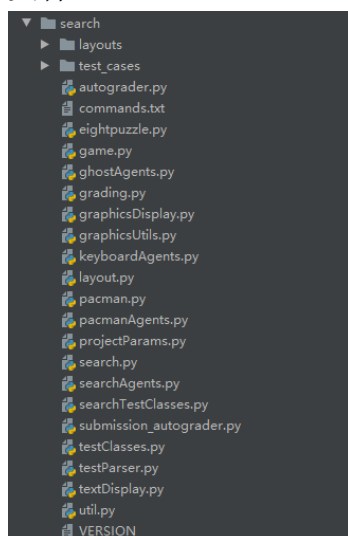 search
layouts
test_cases
autograder.py
commands.txt
eightpuzzle.py
game.py
ghostAgents.py
grading.py
graphicsDisplay.py
graphicsUtils.py
keyboardAgents.py
layout.py
pacman.py
pacmanAgents.py
projectParams.py
search.py
searchAgents.py
searchTestClasses.py
submission_autograder.py
testClasses.py
testParser.py
textDisplay.py
util.py
VERSION